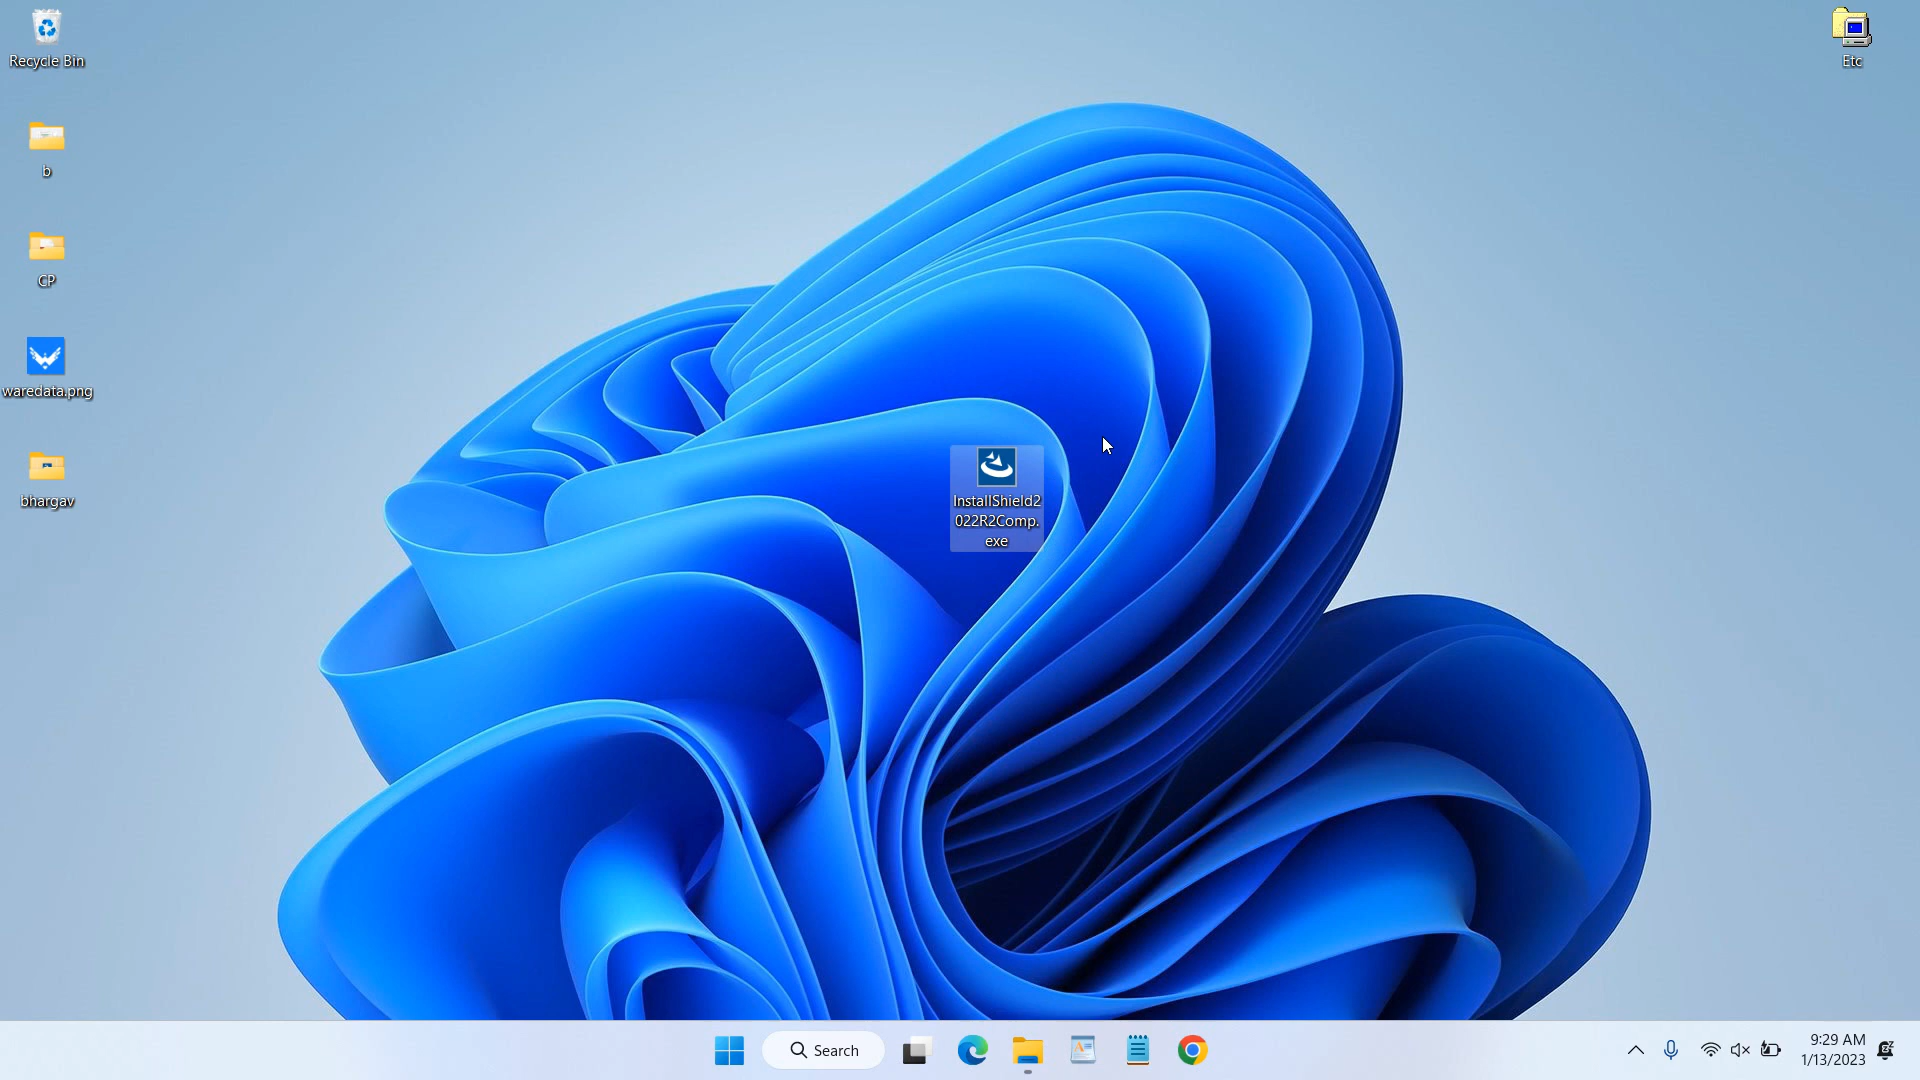 Recycle Bin
Etc
b
CP
waredata.png
bhargav
InstallShield2
022R2Comp.
exe
Search
9:29 AM
1/13/2023